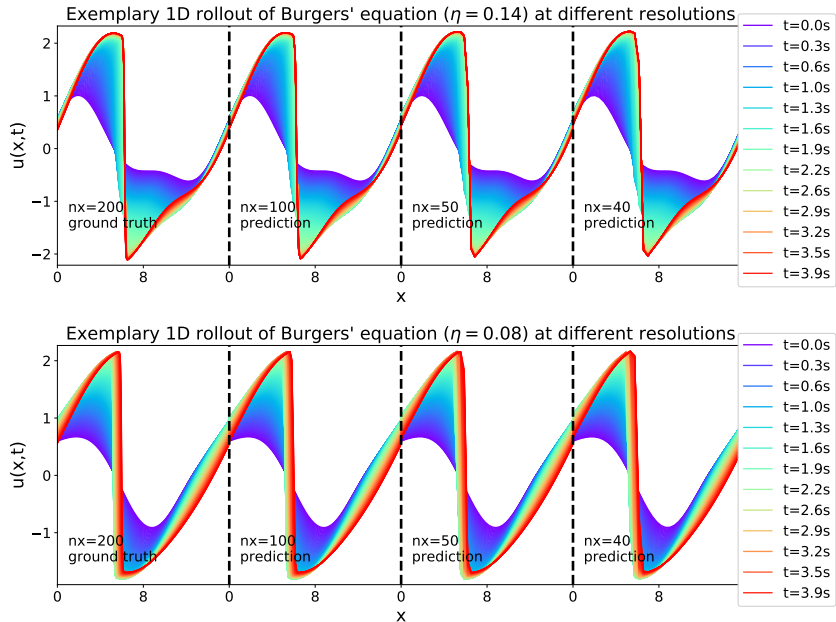 Exemplary 1D rollout of Burgers' equation (η = 0.14) at different resolutions
u(x,t)
2
1
0
−1
−2
nx=200
ground truth
nx=100
prediction
nx=50
prediction
nx=40
prediction
0 8 0 8 0 8 0 8
x
t=0.0s
t=0.3s
t=0.6s
t=1.0s
t=1.3s
t=1.6s
t=1.9s
t=2.2s
t=2.6s
t=2.9s
t=3.2s
t=3.5s
t=3.9s
Exemplary 1D rollout of Burgers' equation (η = 0.08) at different resolutions
u(x,t)
2
1
0
−1
nx=200
ground truth
nx=100
prediction
nx=50
prediction
nx=40
prediction
0 8 0 8 0 8 0 8
x
t=0.0s
t=0.3s
t=0.6s
t=1.0s
t=1.3s
t=1.6s
t=1.9s
t=2.2s
t=2.6s
t=2.9s
t=3.2s
t=3.5s
t=3.9s